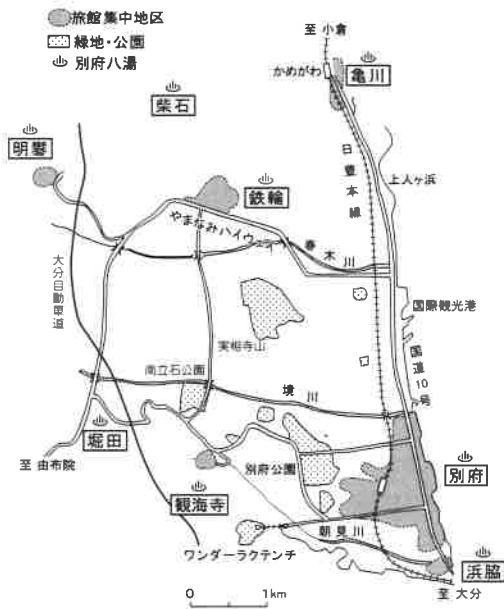 旅館集中地区
緑地・公園
別府八湯
至 小倉
かめがわ
亀川
柴石
明礬
日豊本線
上人ヶ浜
鉄輪
やまなみハイウェイ
春木川
大分自動車道
国際観光港
実相寺山
南立石公園
国道10号
境川
堀田
至 由布院
別府公園
別府
観海寺
朝見川
ワンダーラクテンチ
浜脇
至 大分
0 1km